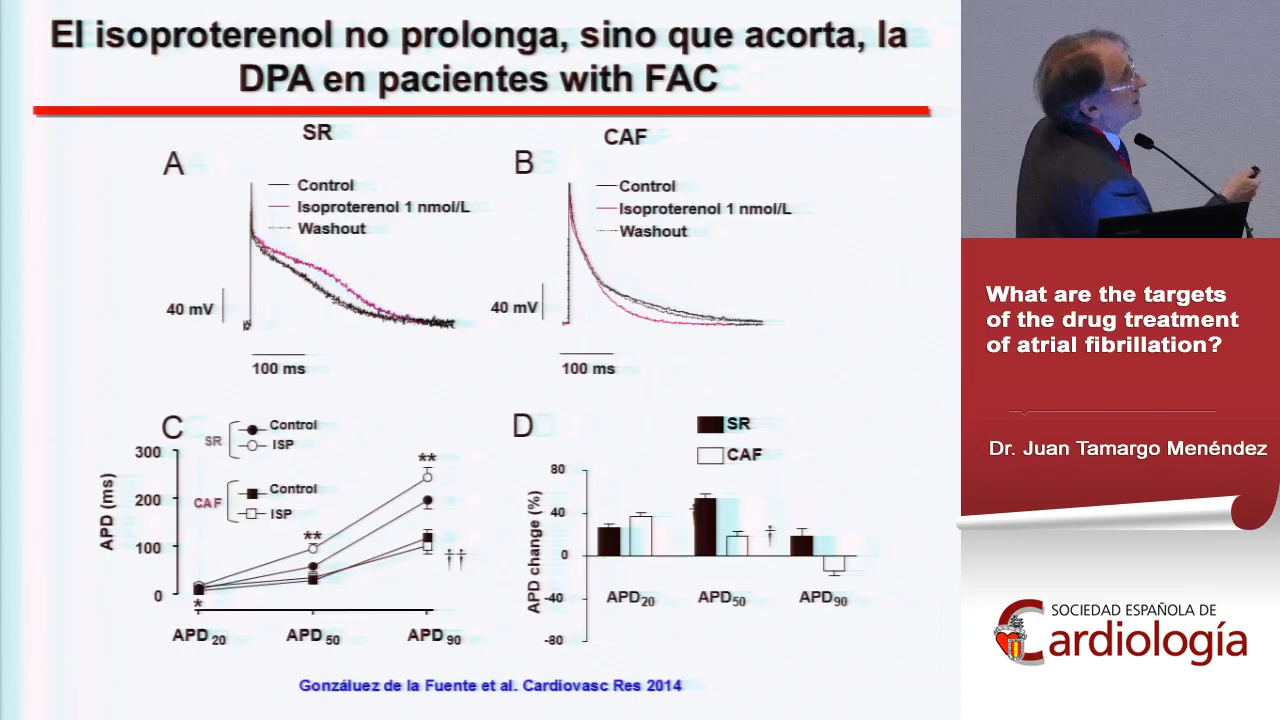 El isoproterenol no prolonga, sino que acorta, la
DPA en pacientes with FAC
SR
A
Control
Isoproterenol 1 nmol/L
Washout
40 mV
100 ms
CAF
B
Control
Isoproterenol 1 nmol/L
Washout
40 mV
100 ms
C
SR
Control
ISP
CAF
Control
ISP
APD (ms)
300
200
100
0
*
**
**
††
APD20
APD50
APD90
D
SR
CAF
APD change (%)
80
40
0
-40
-80
†
APD20
APD50
APD90
Gonzáluez de la Fuente et al. Cardiovasc Res 2014
What are the targets
of the drug treatment
of atrial fibrillation?
Dr. Juan Tamargo Menéndez
SOCIEDAD ESPAÑOLA DE
Cardiología